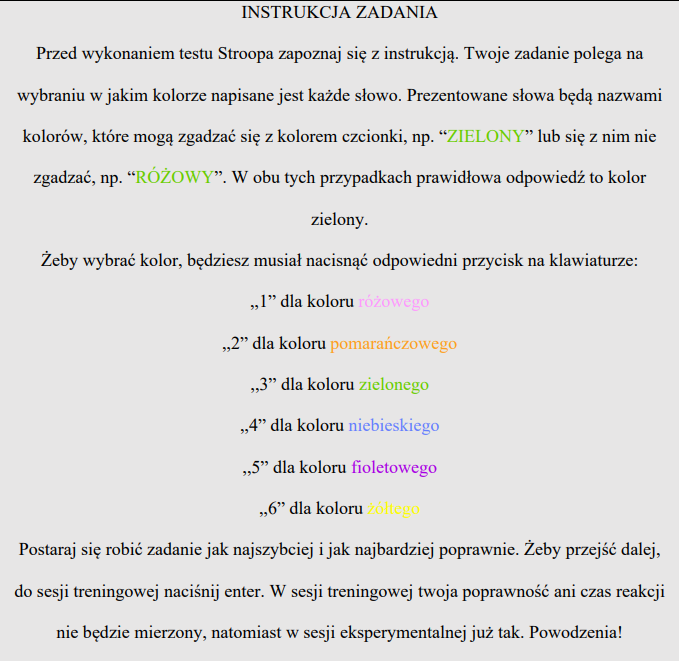 INSTRUKCJA ZADANIA
Przed wykonaniem testu Stroopa zapoznaj się z instrukcją. Twoje zadanie polega na
wybraniu w jakim kolorze napisane jest każde słowo. Prezentowane słowa będą nazwami
kolorów, które mogą zgadzać się z kolorem czcionki, np. “ZIELONY” lub się z nim nie
zgadzać, np. “RÓŻOWY”. W obu tych przypadkach prawidłowa odpowiedź to kolor
zielony.
Żeby wybrać kolor, będziesz musiał nacisnąć odpowiedni przycisk na klawiaturze:
„1” dla koloru różowego
„2” dla koloru pomarańczowego
„3” dla koloru zielonego
„4” dla koloru niebieskiego
„5” dla koloru fioletowego
„6” dla koloru żółtego
Postaraj się robić zadanie jak najszybciej i jak najbardziej poprawnie. Żeby przejść dalej,
do sesji treningowej naciśnij enter. W sesji treningowej twoja poprawność ani czas reakcji
nie będzie mierzony, natomiast w sesji eksperymentalnej już tak. Powodzenia!